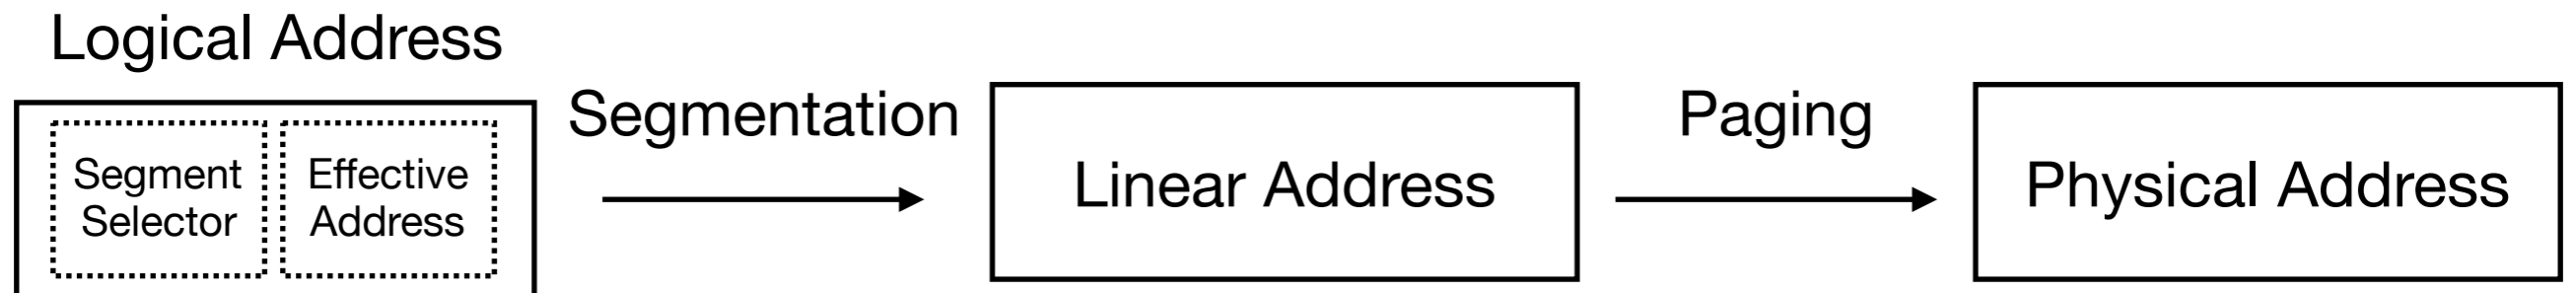 Logical Address
Segment
Selector
Effective
Address
Segmentation
Linear Address
Paging
Physical Address